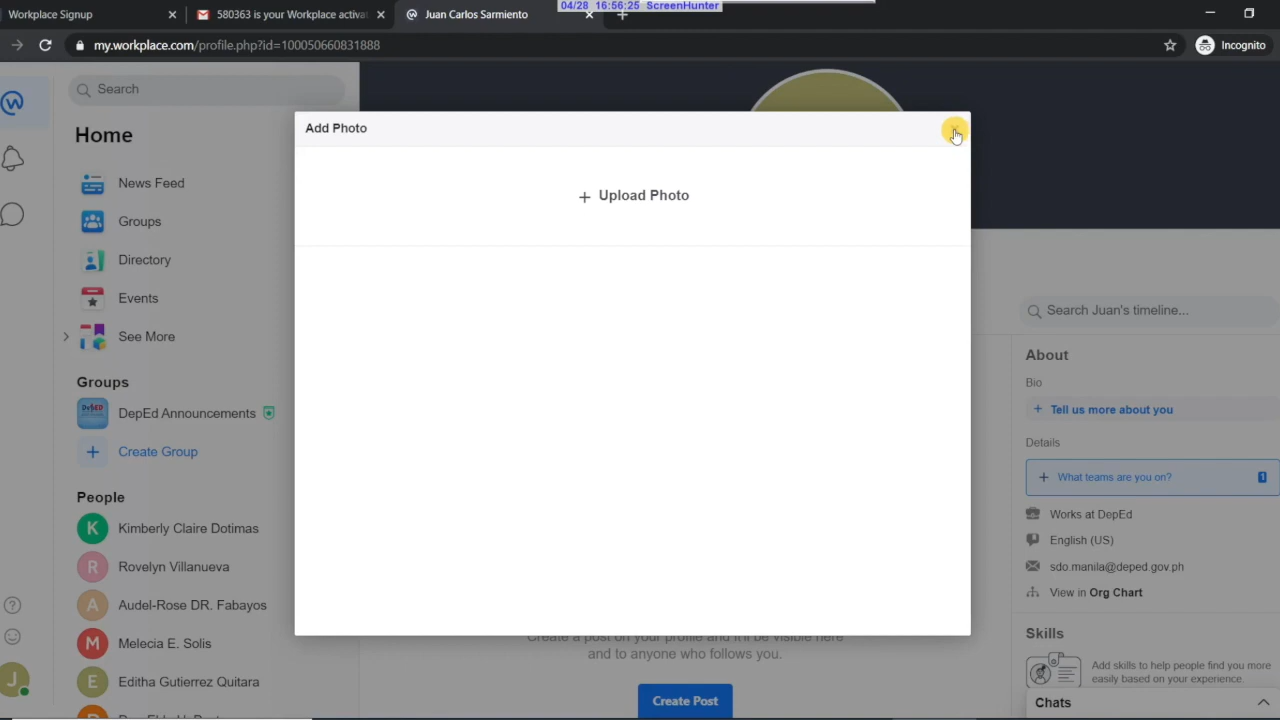 04/28 16:56:25 ScreenHunter
Workplace Signup
580363 is your Workplace activat
Juan Carlos Sarmiento
my.workplace.com/profile.php?id=100050660831888
Incognito
Search
Home
News Feed
Groups
Directory
Events
See More
Groups
DepEd Announcements
Create Group
People
K Kimberly Claire Dotimas
R Rovelyn Villanueva
A Audel-Rose DR. Fabayos
M Melecia E. Solis
E Editha Gutierrez Quitara
J
Add Photo
+ Upload Photo
Create a post on your profile and it'll be visible here
and to anyone who follows you.
Create Post
Search Juan's timeline...
About
Bio
+ Tell us more about you
Details
+ What teams are you on?
Works at DepEd
English (US)
sdo.manila@deped.gov.ph
View in Org Chart
Skills
Add skills to help people find you more
easily based on your experience.
Chats